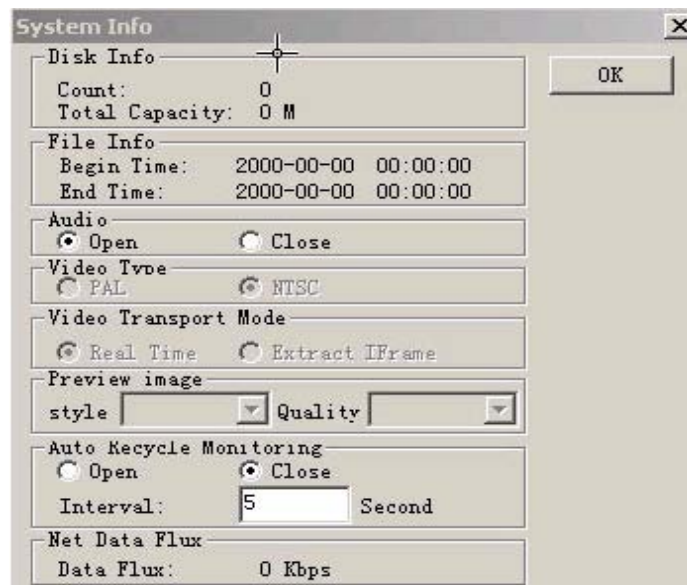 System Info
Disk Info
OK
Count: 0
Total Capacity: 0 M
File Info
Begin Time: 2000-00-00 00:00:00
End Time: 2000-00-00 00:00:00
Audio
Open Close
Video Type
PAL NTSC
Video Transport Mode
Real Time Extract IFrame
Preview image
style Quality
Auto Recycle Monitoring
Open Close
Interval: 5 Second
Net Data Flux
Data Flux: 0 Kbps